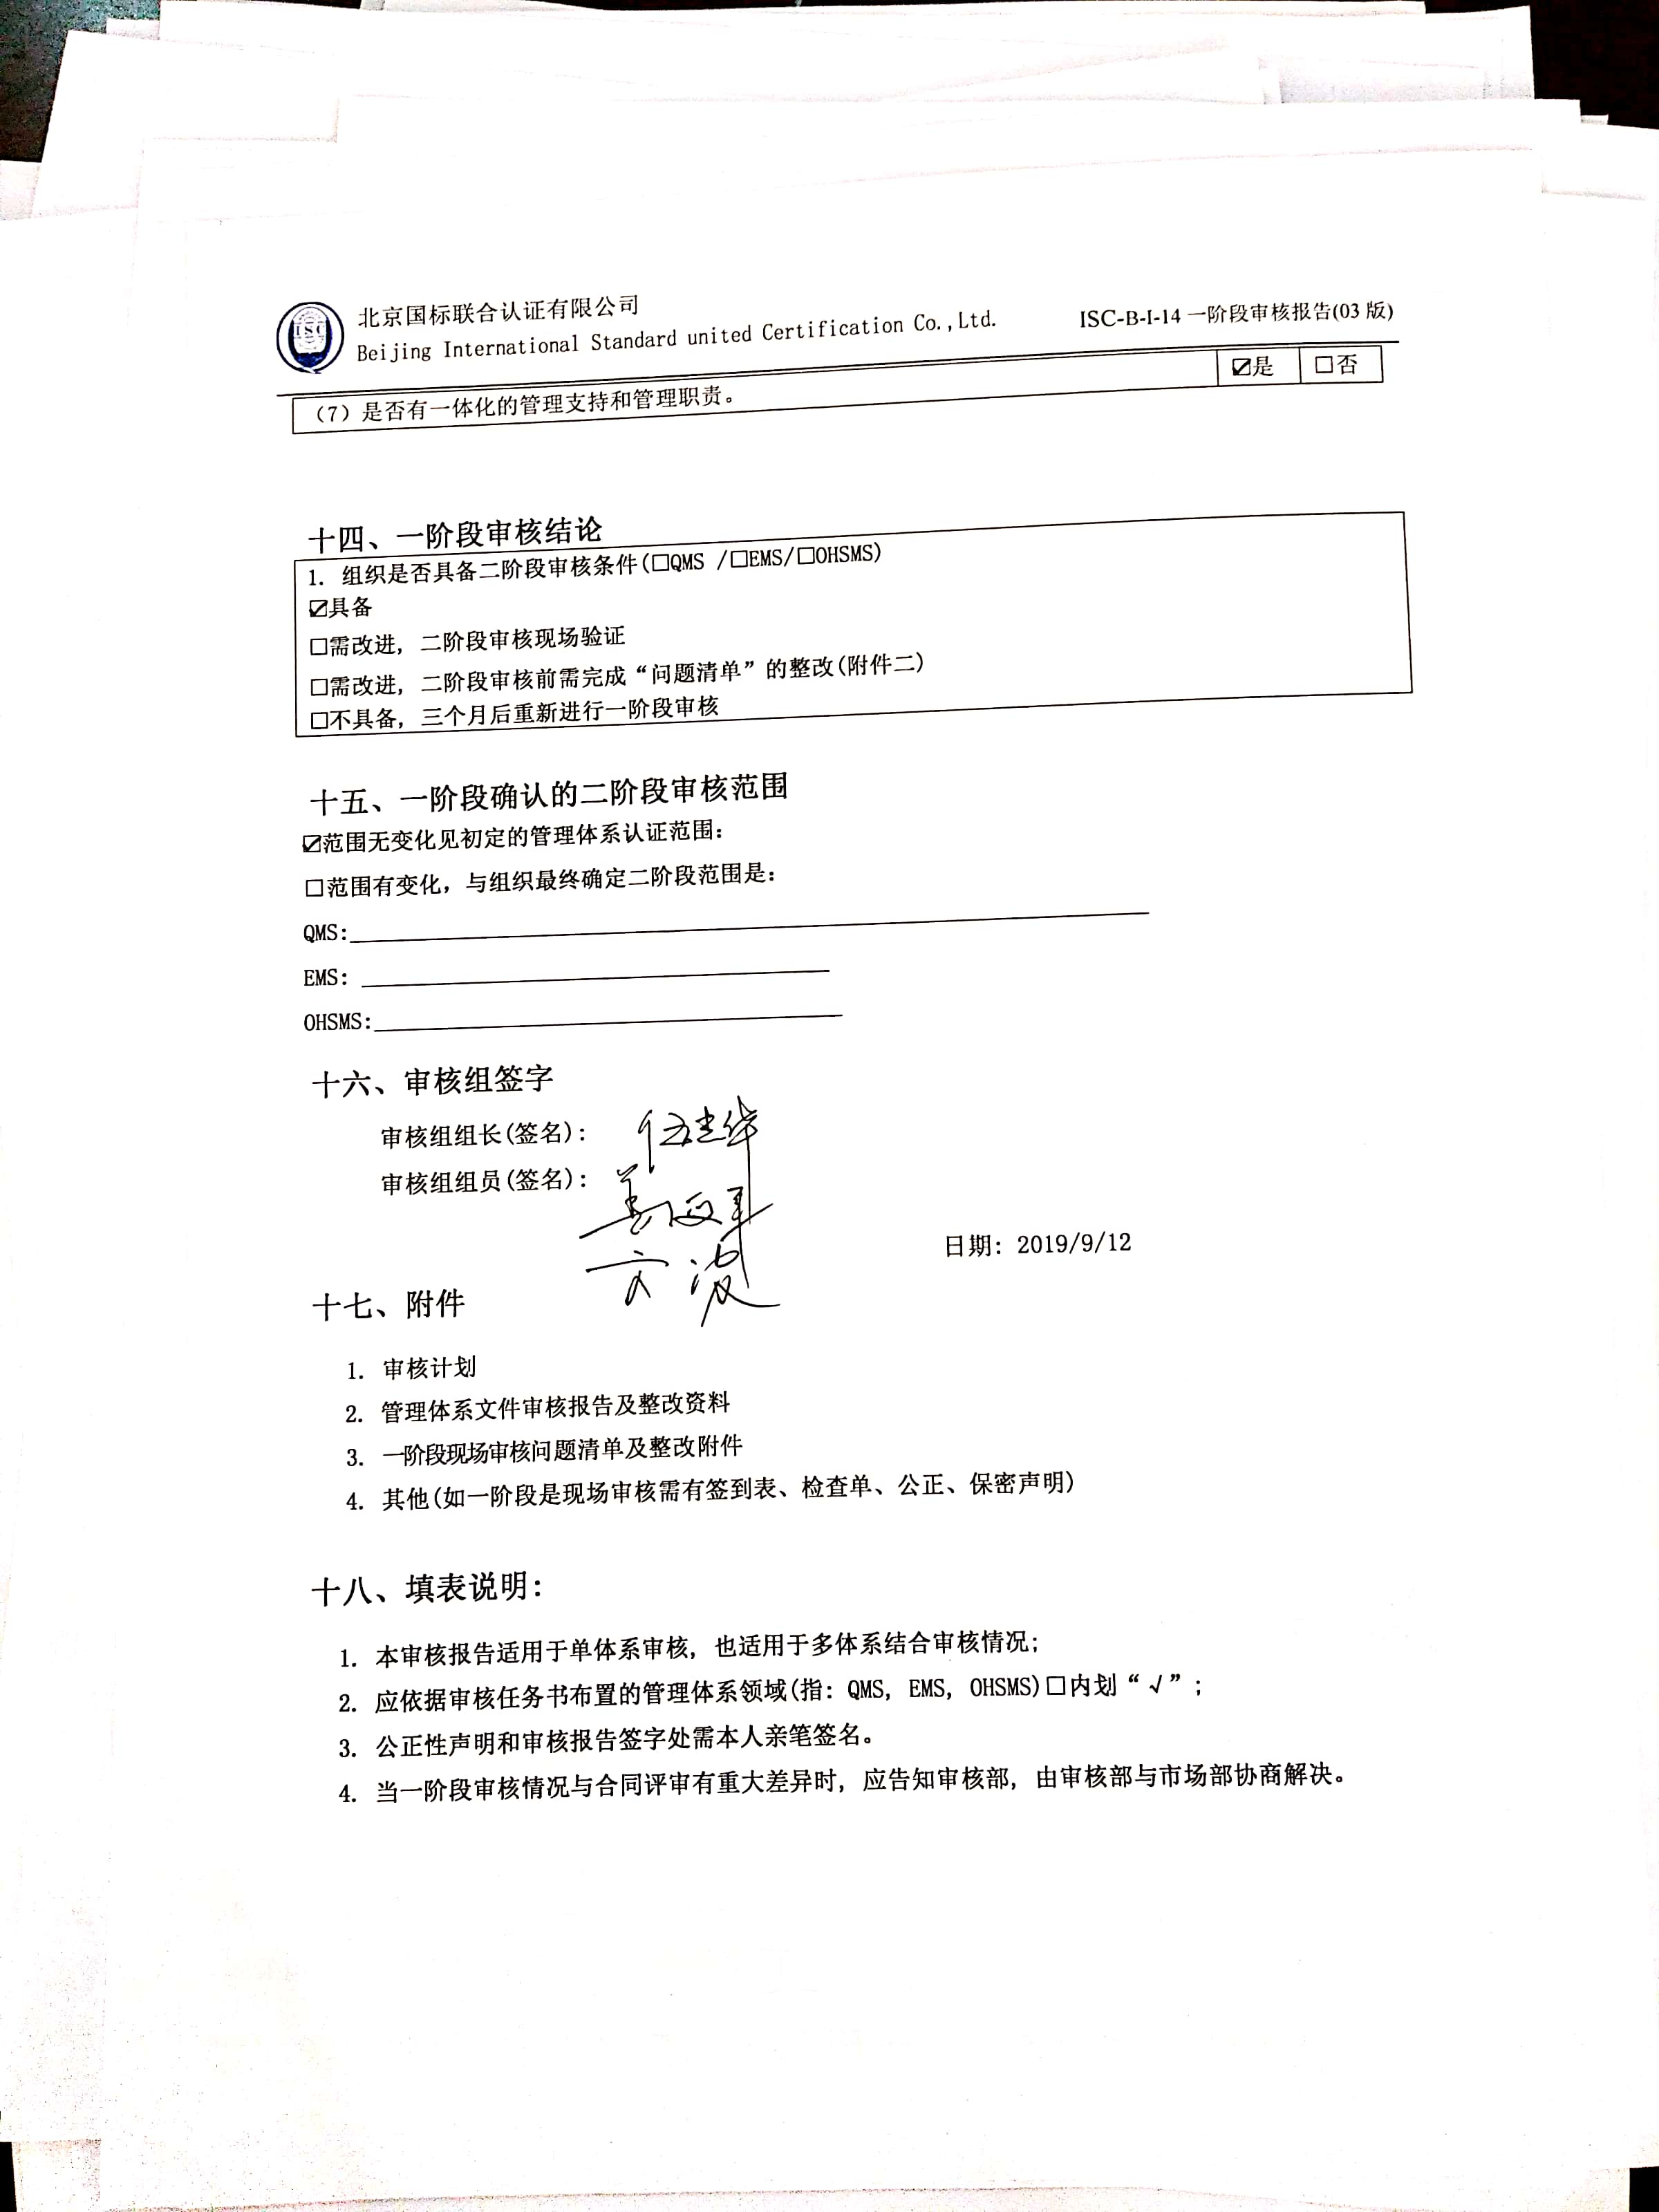 ISC
北京国标联合认证有限公司
Beijing International Standard united Certification Co.,Ltd.
ISC-B-I-14 一阶段审核报告(03 版)
(7)是否有一体化的管理支持和管理职责。 ☑是 □否
十四、一阶段审核结论
1. 组织是否具备二阶段审核条件(□QMS /□EMS/□OHSMS)
☑具备
□需改进, 二阶段审核现场验证
□需改进, 二阶段审核前需完成“问题清单”的整改(附件二)
□不具备, 三个月后重新进行一阶段审核
十五、一阶段确认的二阶段审核范围
☑范围无变化见初定的管理体系认证范围:
□范围有变化, 与组织最终确定二阶段范围是:
QMS:
EMS:
OHSMS:
十六、审核组签字
审核组组长(签名): 伍光华
审核组组员(签名):
文波
日期: 2019/9/12
十七、附件
1. 审核计划
2. 管理体系文件审核报告及整改资料
3. 一阶段现场审核问题清单及整改附件
4. 其他(如一阶段是现场审核需有签到表、检查单、公正、保密声明)
十八、填表说明:
1. 本审核报告适用于单体系审核, 也适用于多体系结合审核情况;
2. 应依据审核任务书布置的管理体系领域(指: QMS, EMS, OHSMS)□内划“√”;
3. 公正性声明和审核报告签字处需本人亲笔签名。
4. 当一阶段审核情况与合同评审有重大差异时, 应告知审核部, 由审核部与市场部协商解决。